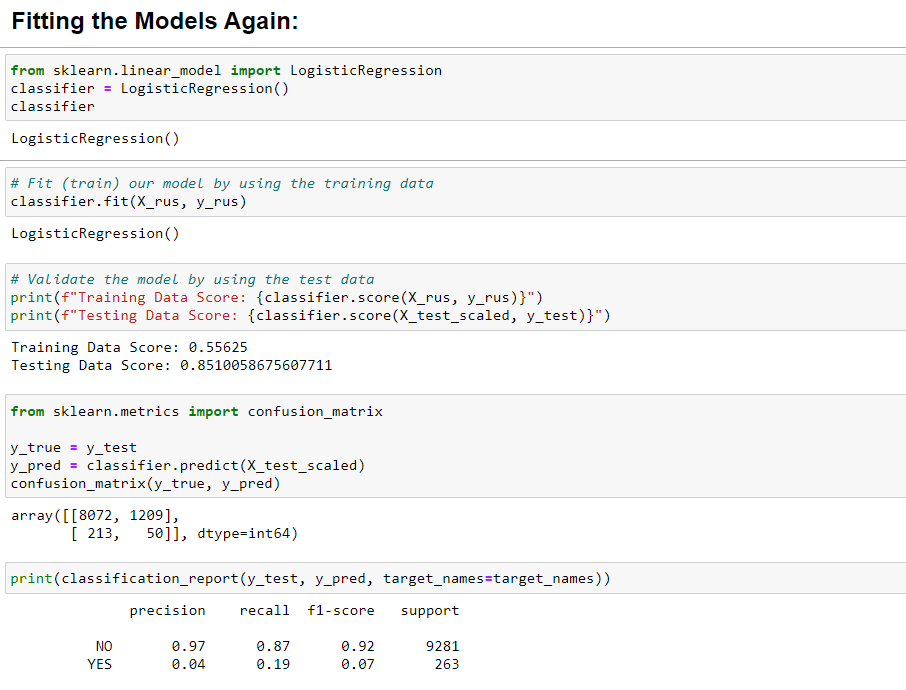 Fitting the Models Again:
from sklearn.linear_model import LogisticRegression
classifier = LogisticRegression()
classifier
LogisticRegression()
# Fit (train) our model by using the training data
classifier.fit(X_rus, y_rus)
LogisticRegression()
# Validate the model by using the test data
print(f"Training Data Score: {classifier.score(X_rus, y_rus)}")
print(f"Testing Data Score: {classifier.score(X_test_scaled, y_test)}")
Training Data Score: 0.55625
Testing Data Score: 0.8510058675607711
from sklearn.metrics import confusion_matrix
y_true = y_test
y_pred = classifier.predict(X_test_scaled)
confusion_matrix(y_true, y_pred)
array([[8072, 1209],
       [ 213,   50]], dtype=int64)
print(classification_report(y_test, y_pred, target_names=target_names))
              precision    recall  f1-score   support
          NO       0.97      0.87      0.92      9281
         YES       0.04      0.19      0.07       263